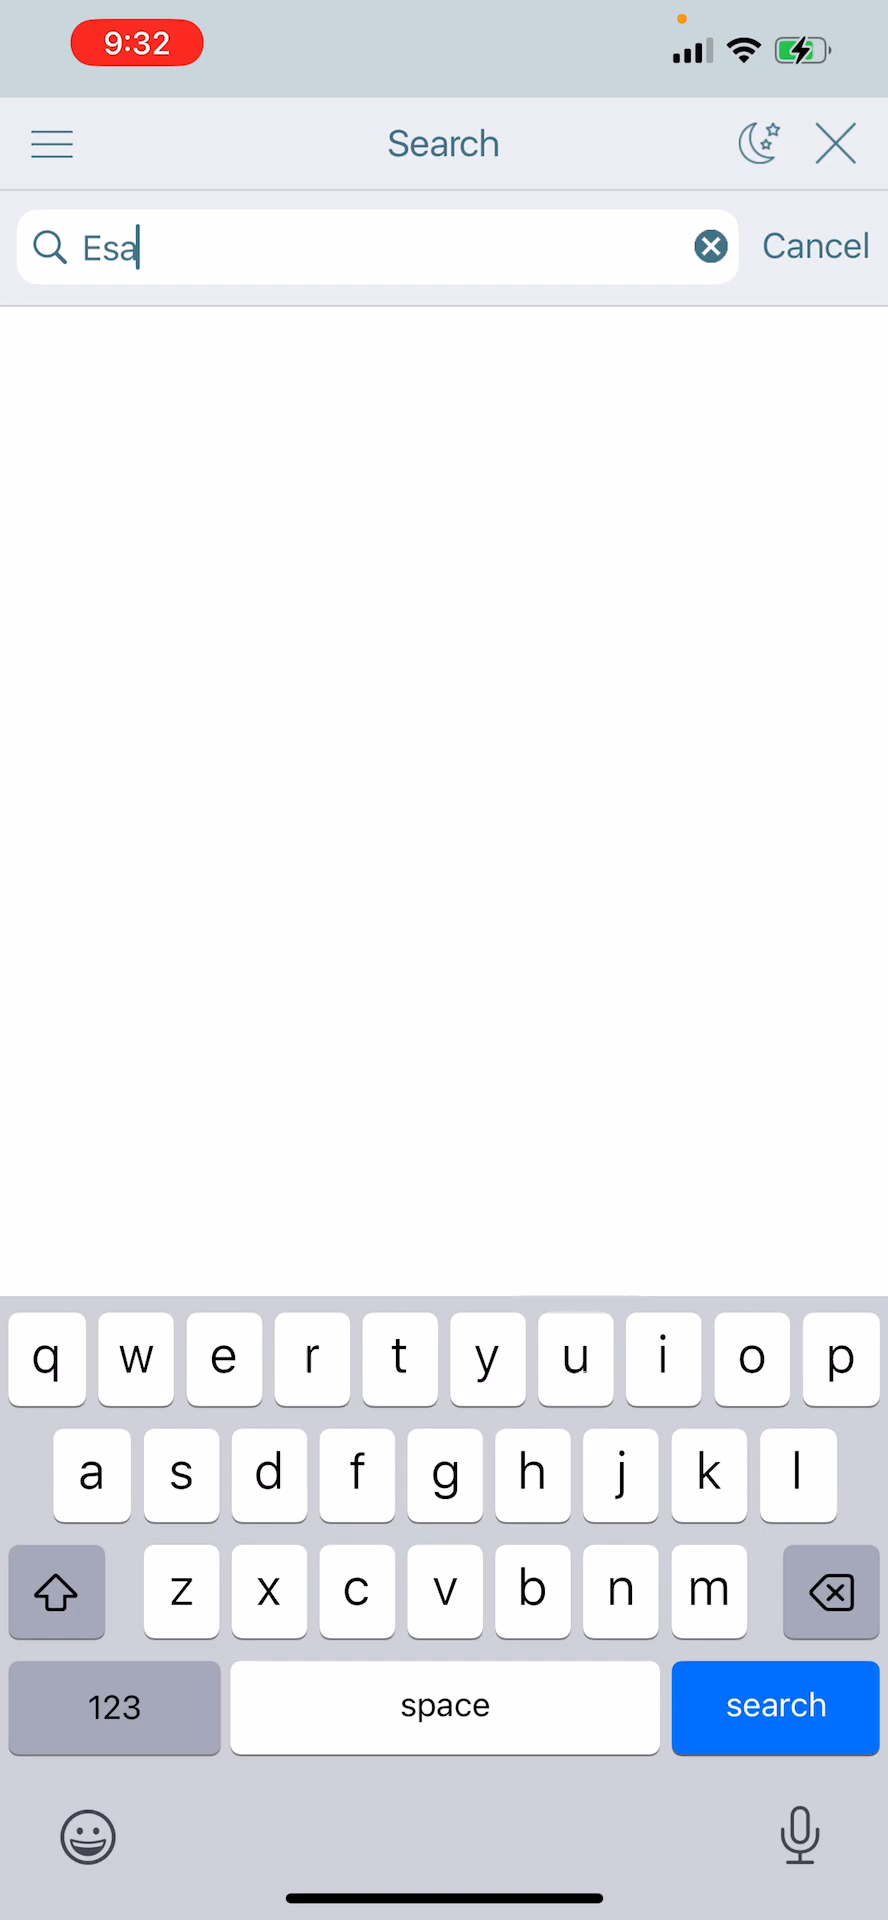 9:32
Search
Esa
Cancel
q w e r t y u i o p
a s d f g h j k l
z x c v b n m
123 space search